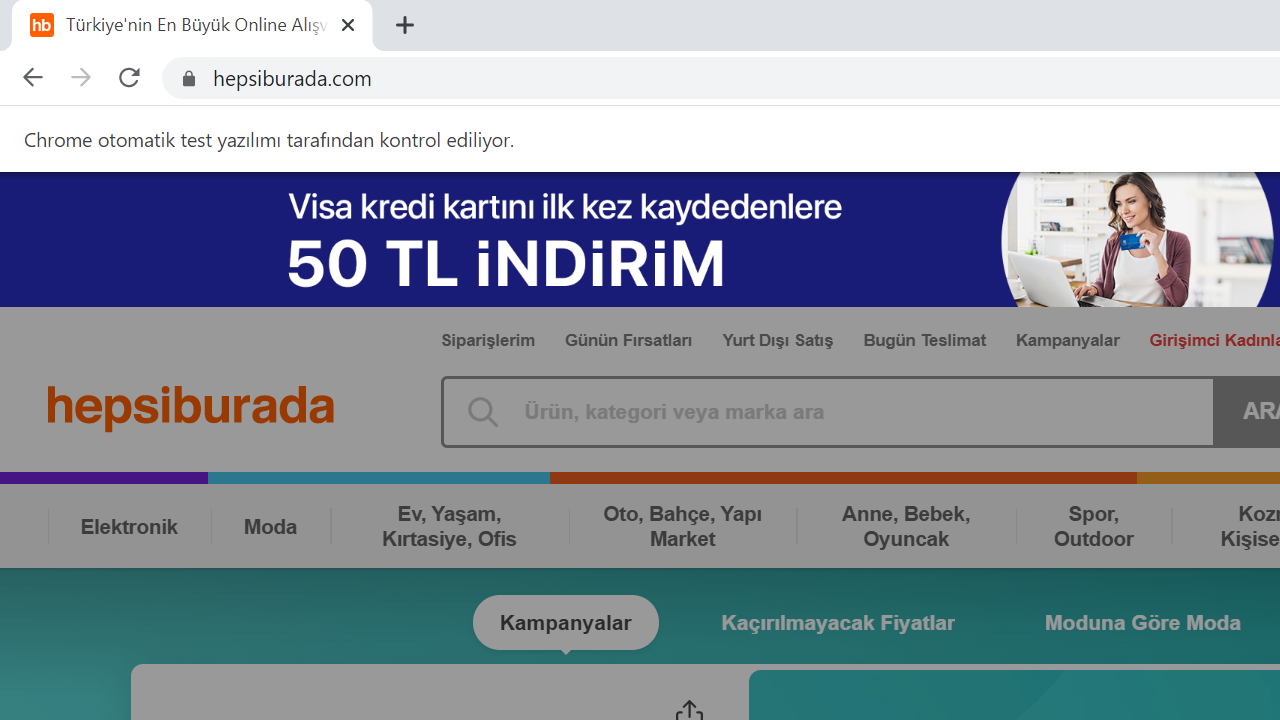 hb Türkiye'nin En Büyük Online Alışv
hepsiburada.com
Chrome otomatik test yazılımı tarafından kontrol ediliyor.
Visa kredi kartını ilk kez kaydedenlere
50 TL iNDiRiM
Siparişlerim Günün Fırsatları Yurt Dışı Satış Bugün Teslimat Kampanyalar Girişimci Kadınla
hepsiburada
Ürün, kategori veya marka ara ARA
Elektronik
Moda
Ev, Yaşam,
Kırtasiye, Ofis
Oto, Bahçe, Yapı
Market
Anne, Bebek,
Oyuncak
Spor,
Outdoor
Kozm
Kişise
Kampanyalar Kaçırılmayacak Fiyatlar Moduna Göre Moda